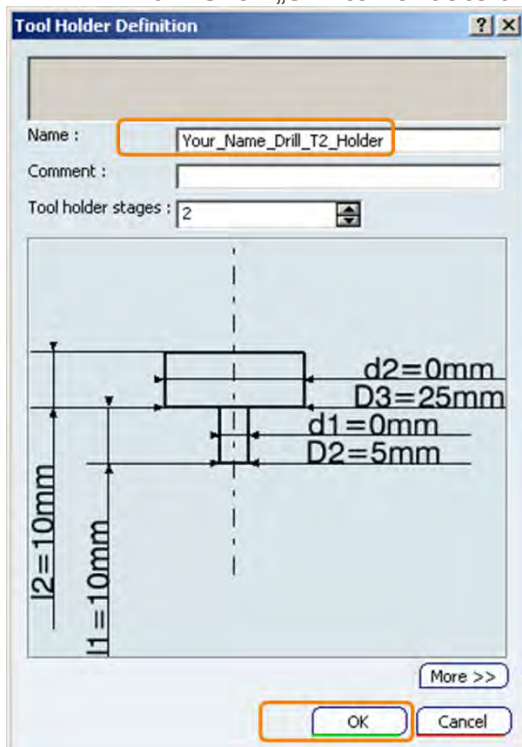 Tool Holder Definition
Name :
Your_Name_Drill_T2_Holder
Comment :
Tool holder stages :
2
d2=0mm
D3=25mm
d1=0mm
D2=5mm
l2=10mm
l1=10mm
More >>
OK
Cancel